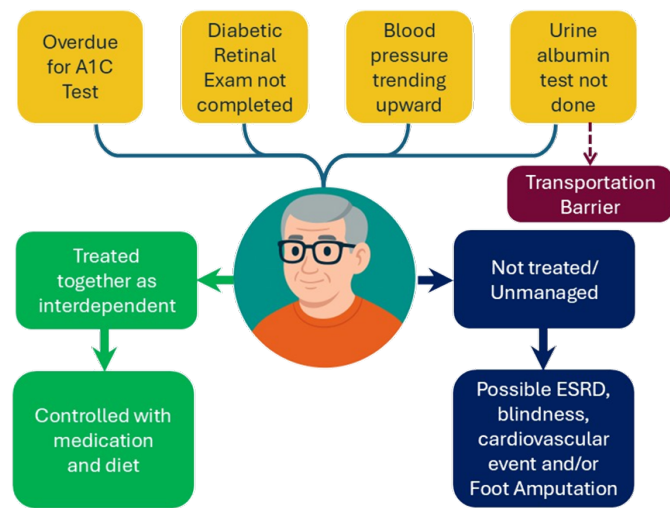 Overdue
for A1C
Test
Diabetic
Retinal
Exam not
completed
Blood
pressure
trending
upward
Urine
albumin
test not
done
Transportation
Barrier
Treated
together as
interdependent
Not treated/
Unmanaged
Controlled with
medication
and diet
Possible ESRD,
blindness,
cardiovascular
event and/or
Foot Amputation